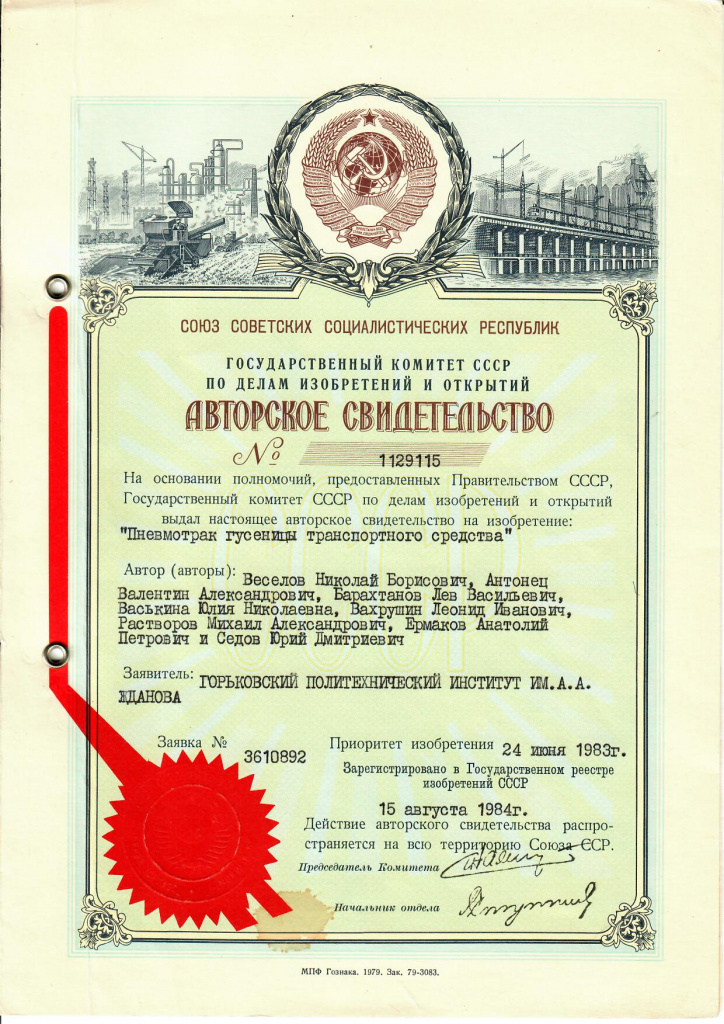 СОЮЗ СОВЕТСКИХ СОЦИАЛИСТИЧЕСКИХ РЕСПУБЛИК
ГОСУДАРСТВЕННЫЙ КОМИТЕТ СССР
ПО ДЕЛАМ ИЗОБРЕТЕНИЙ И ОТКРЫТИЙ
АВТОРСКОЕ СВИДЕТЕЛЬСТВО
№ 1129115
На основании полномочий, предоставленных Правительством СССР,
Государственный комитет СССР по делам изобретений и открытий
выдал настоящее авторское свидетельство на изобретение:
"Пневмотрак гусеницы транспортного средства"
Автор (авторы): Веселов Николай Борисович, Антонец
Валентин Александрович, Барахтанов Лев Васильевич,
Васькина Юлия Николаевна, Вахрушин Леонид Иванович,
Растворов Михаил Александрович, Ермаков Анатолий
Петрович и Седов Юрий Дмитриевич
Заявитель: ГОРЬКОВСКИЙ ПОЛИТЕХНИЧЕСКИЙ ИНСТИТУТ ИМ.А.А.
ЖДАНОВА
Заявка № 3610892 Приоритет изобретения 24 июня 1983г.
Зарегистрировано в Государственном реестре
изобретений СССР
15 августа 1984г.
Действие авторского свидетельства распро-
страняется на всю территорию Союза ССР.
Председатель Комитета
Начальник отдела
МПФ Гознака. 1979. Зак. 79-3083.